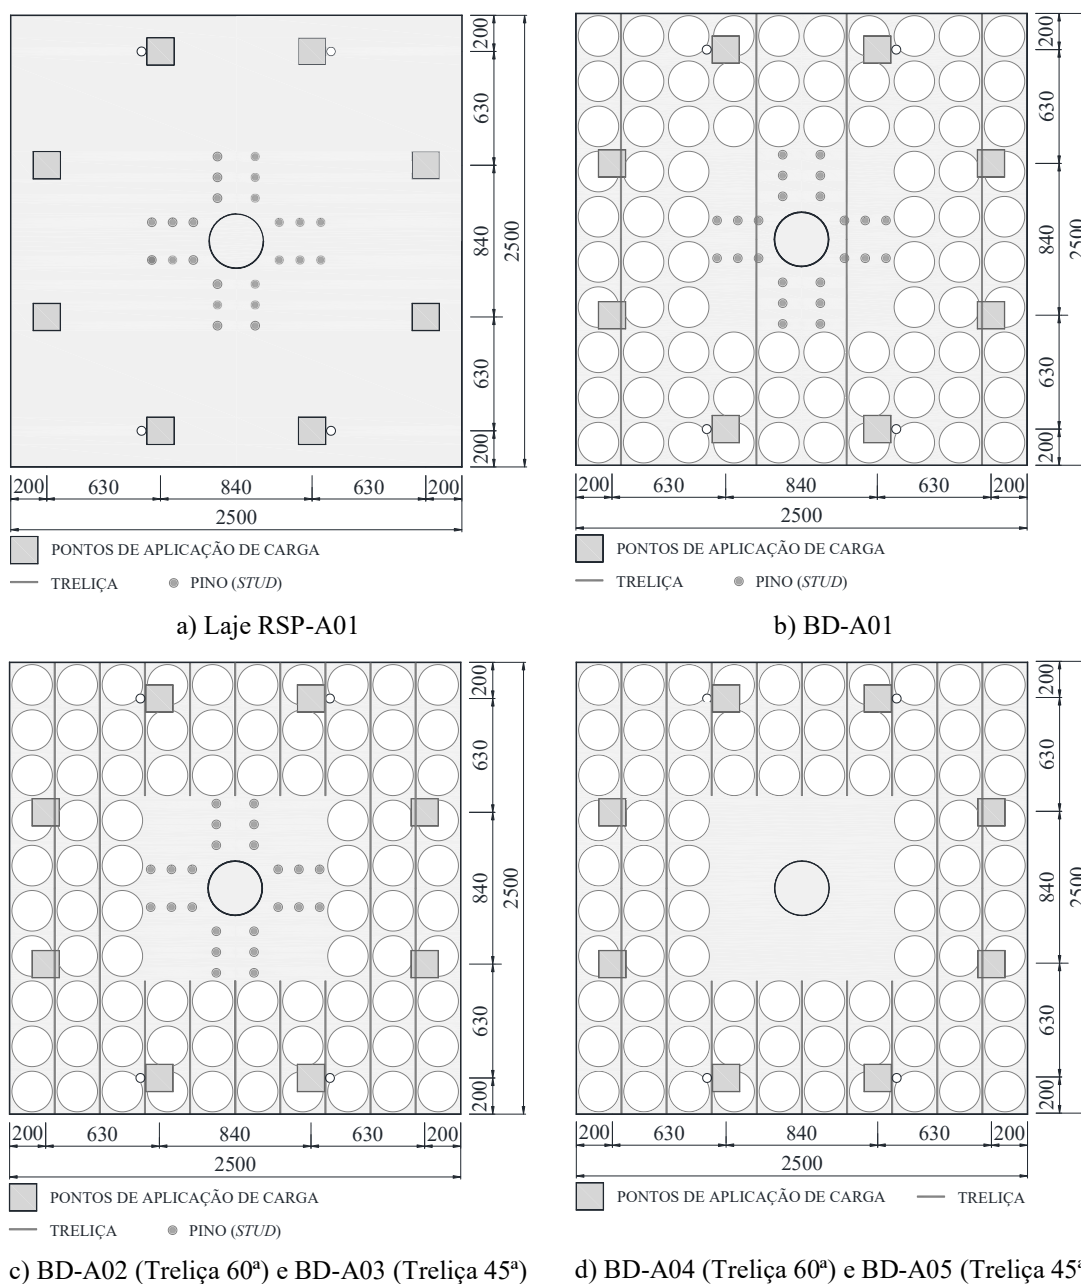 200
630
840
2500
630
200
200 630 840 630 200
2500
PONTOS DE APLICAÇÃO DE CARGA
TRELIÇA PINO (STUD)
a) Laje RSP-A01
200
630
840
2500
630
200
200 630 840 630 200
2500
PONTOS DE APLICAÇÃO DE CARGA
TRELIÇA PINO (STUD)
b) BD-A01
200
630
840
2500
630
200
200 630 840 630 200
2500
PONTOS DE APLICAÇÃO DE CARGA
TRELIÇA PINO (STUD)
c) BD-A02 (Treliça 60ª) e BD-A03 (Treliça 45ª)
200
630
840
2500
630
200
200 630 840 630 200
2500
PONTOS DE APLICAÇÃO DE CARGA TRELIÇA
d) BD-A04 (Treliça 60ª) e BD-A05 (Treliça 45ª